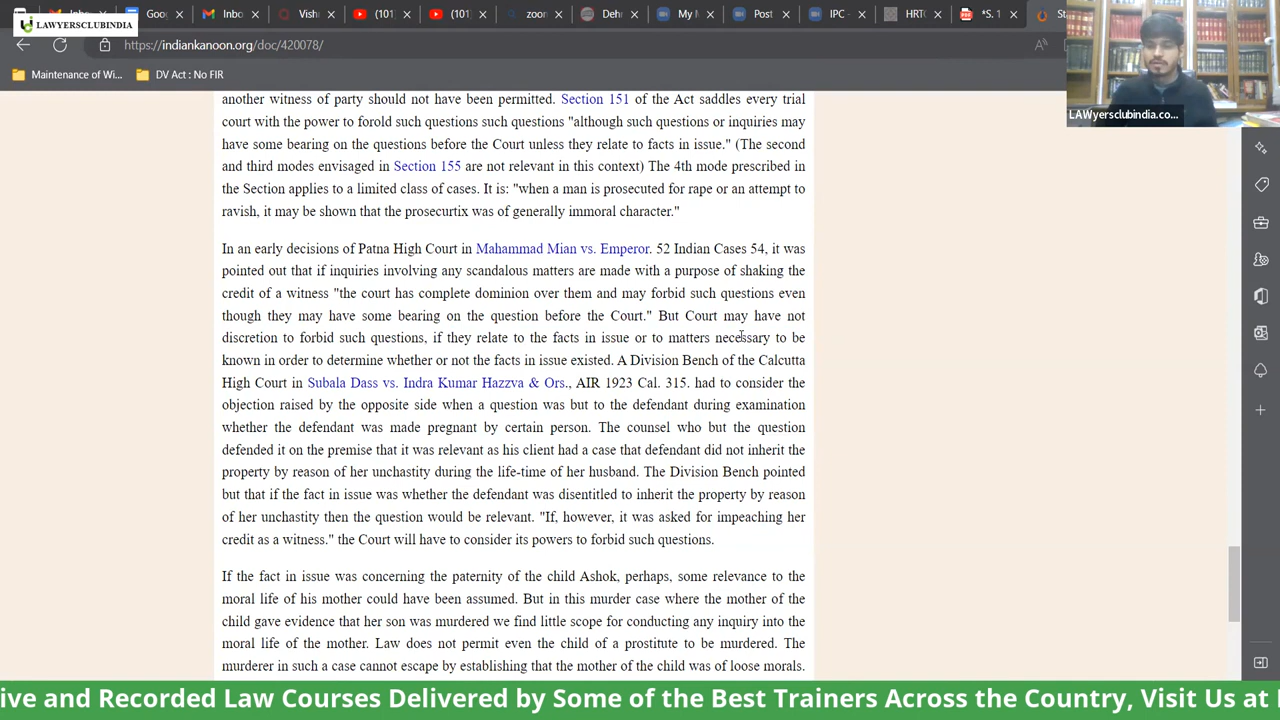 LAWYERSCLUBINDIA
Goo
Inbo
Inbo
Vish
(101
(101
zoor
Dehr
My I
Post
C -
HRT
*S.
St
https://indiankanoon.org/doc/420078/
Maintenance of Wi...
DV Act : No FIR
LAWyersclubindia.co...
another witness of party should not have been permitted. Section 151 of the Act saddles every trial
court with the power to forbid such questions such questions "although such questions or inquiries may
have some bearing on the questions before the Court unless they relate to facts in issue." (The second
and third modes envisaged in Section 155 are not relevant in this context) The 4th mode prescribed in
the Section applies to a limited class of cases. It is: "when a man is prosecuted for rape or an attempt to
ravish, it may be shown that the prosecurtix was of generally immoral character."
In an early decisions of Patna High Court in Mahammad Mian vs. Emperor. 52 Indian Cases 54, it was
pointed out that if inquiries involving any scandalous matters are made with a purpose of shaking the
credit of a witness "the court has complete dominion over them and may forbid such questions even
though they may have some bearing on the question before the Court." But Court may have not
discretion to forbid such questions, if they relate to the facts in issue or to matters necessary to be
known in order to determine whether or not the facts in issue existed. A Division Bench of the Calcutta
High Court in Subala Dass vs. Indra Kumar Hazzva & Ors., AIR 1923 Cal. 315. had to consider the
objection raised by the opposite side when a question was but to the defendant during examination
whether the defendant was made pregnant by certain person. The counsel who but the question
defended it on the premise that it was relevant as his client had a case that defendant did not inherit the
property by reason of her unchastity during the life-time of her husband. The Division Bench pointed
but that if the fact in issue was whether the defendant was disentitled to inherit the property by reason
of her unchastity then the question would be relevant. "If, however, it was asked for impeaching her
credit as a witness." the Court will have to consider its powers to forbid such questions.
If the fact in issue was concerning the paternity of the child Ashok, perhaps, some relevance to the
moral life of his mother could have been assumed. But in this murder case where the mother of the
child gave evidence that her son was murdered we find little scope for conducting any inquiry into the
moral life of the mother. Law does not permit even the child of a prostitute to be murdered. The
murderer in such a case cannot escape by establishing that the mother of the child was of loose morals.
ive and Recorded Law Courses Delivered by Some of the Best Trainers Across the Country, Visit Us at